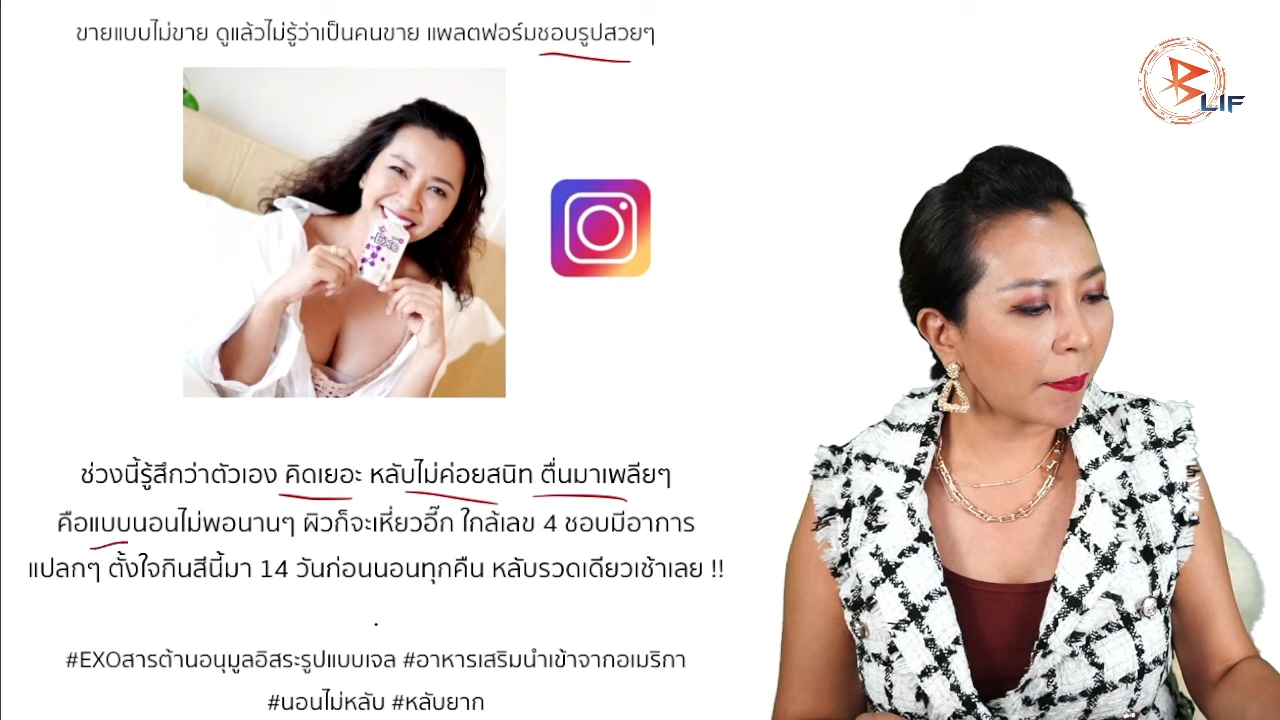 ขายแบบไม่ขาย ดูแล้วไม่รู้ว่าเป็นคนขาย แพลตฟอร์มชอบรูปสวยๆ
BLIF
EXO
ช่วงนี้รู้สึกว่าตัวเอง คิดเยอะ หลับไม่ค่อยสนิท ตื่นมาเพลียๆ
คือแบบนอนไม่พอนานๆ ผิวก็จะเหี่ยวอี๊ก ใกล้เลข 4 ชอบมีอาการ
แปลกๆ ตั้งใจกินสีนี้มา 14 วันก่อนนอนทุกคืน หลับรวดเดียวเช้าเลย !!
.
#EXOสารต้านอนุมูลอิสระรูปแบบเจล #อาหารเสริมนำเข้าจากอเมริกา
#นอนไม่หลับ #หลับยาก